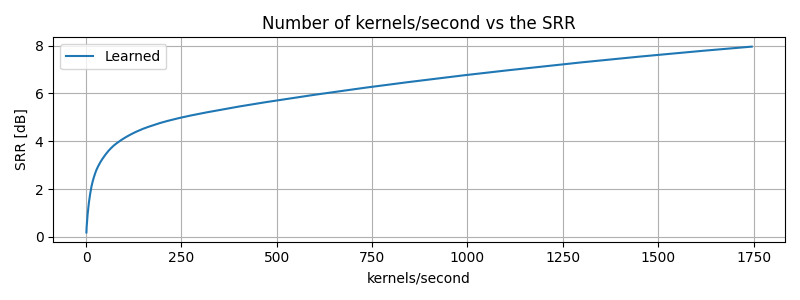 Number of kernels/second vs the SRR
Learned
SRR [dB]
8
6
4
2
0
0 250 500 750 1000 1250 1500 1750
kernels/second